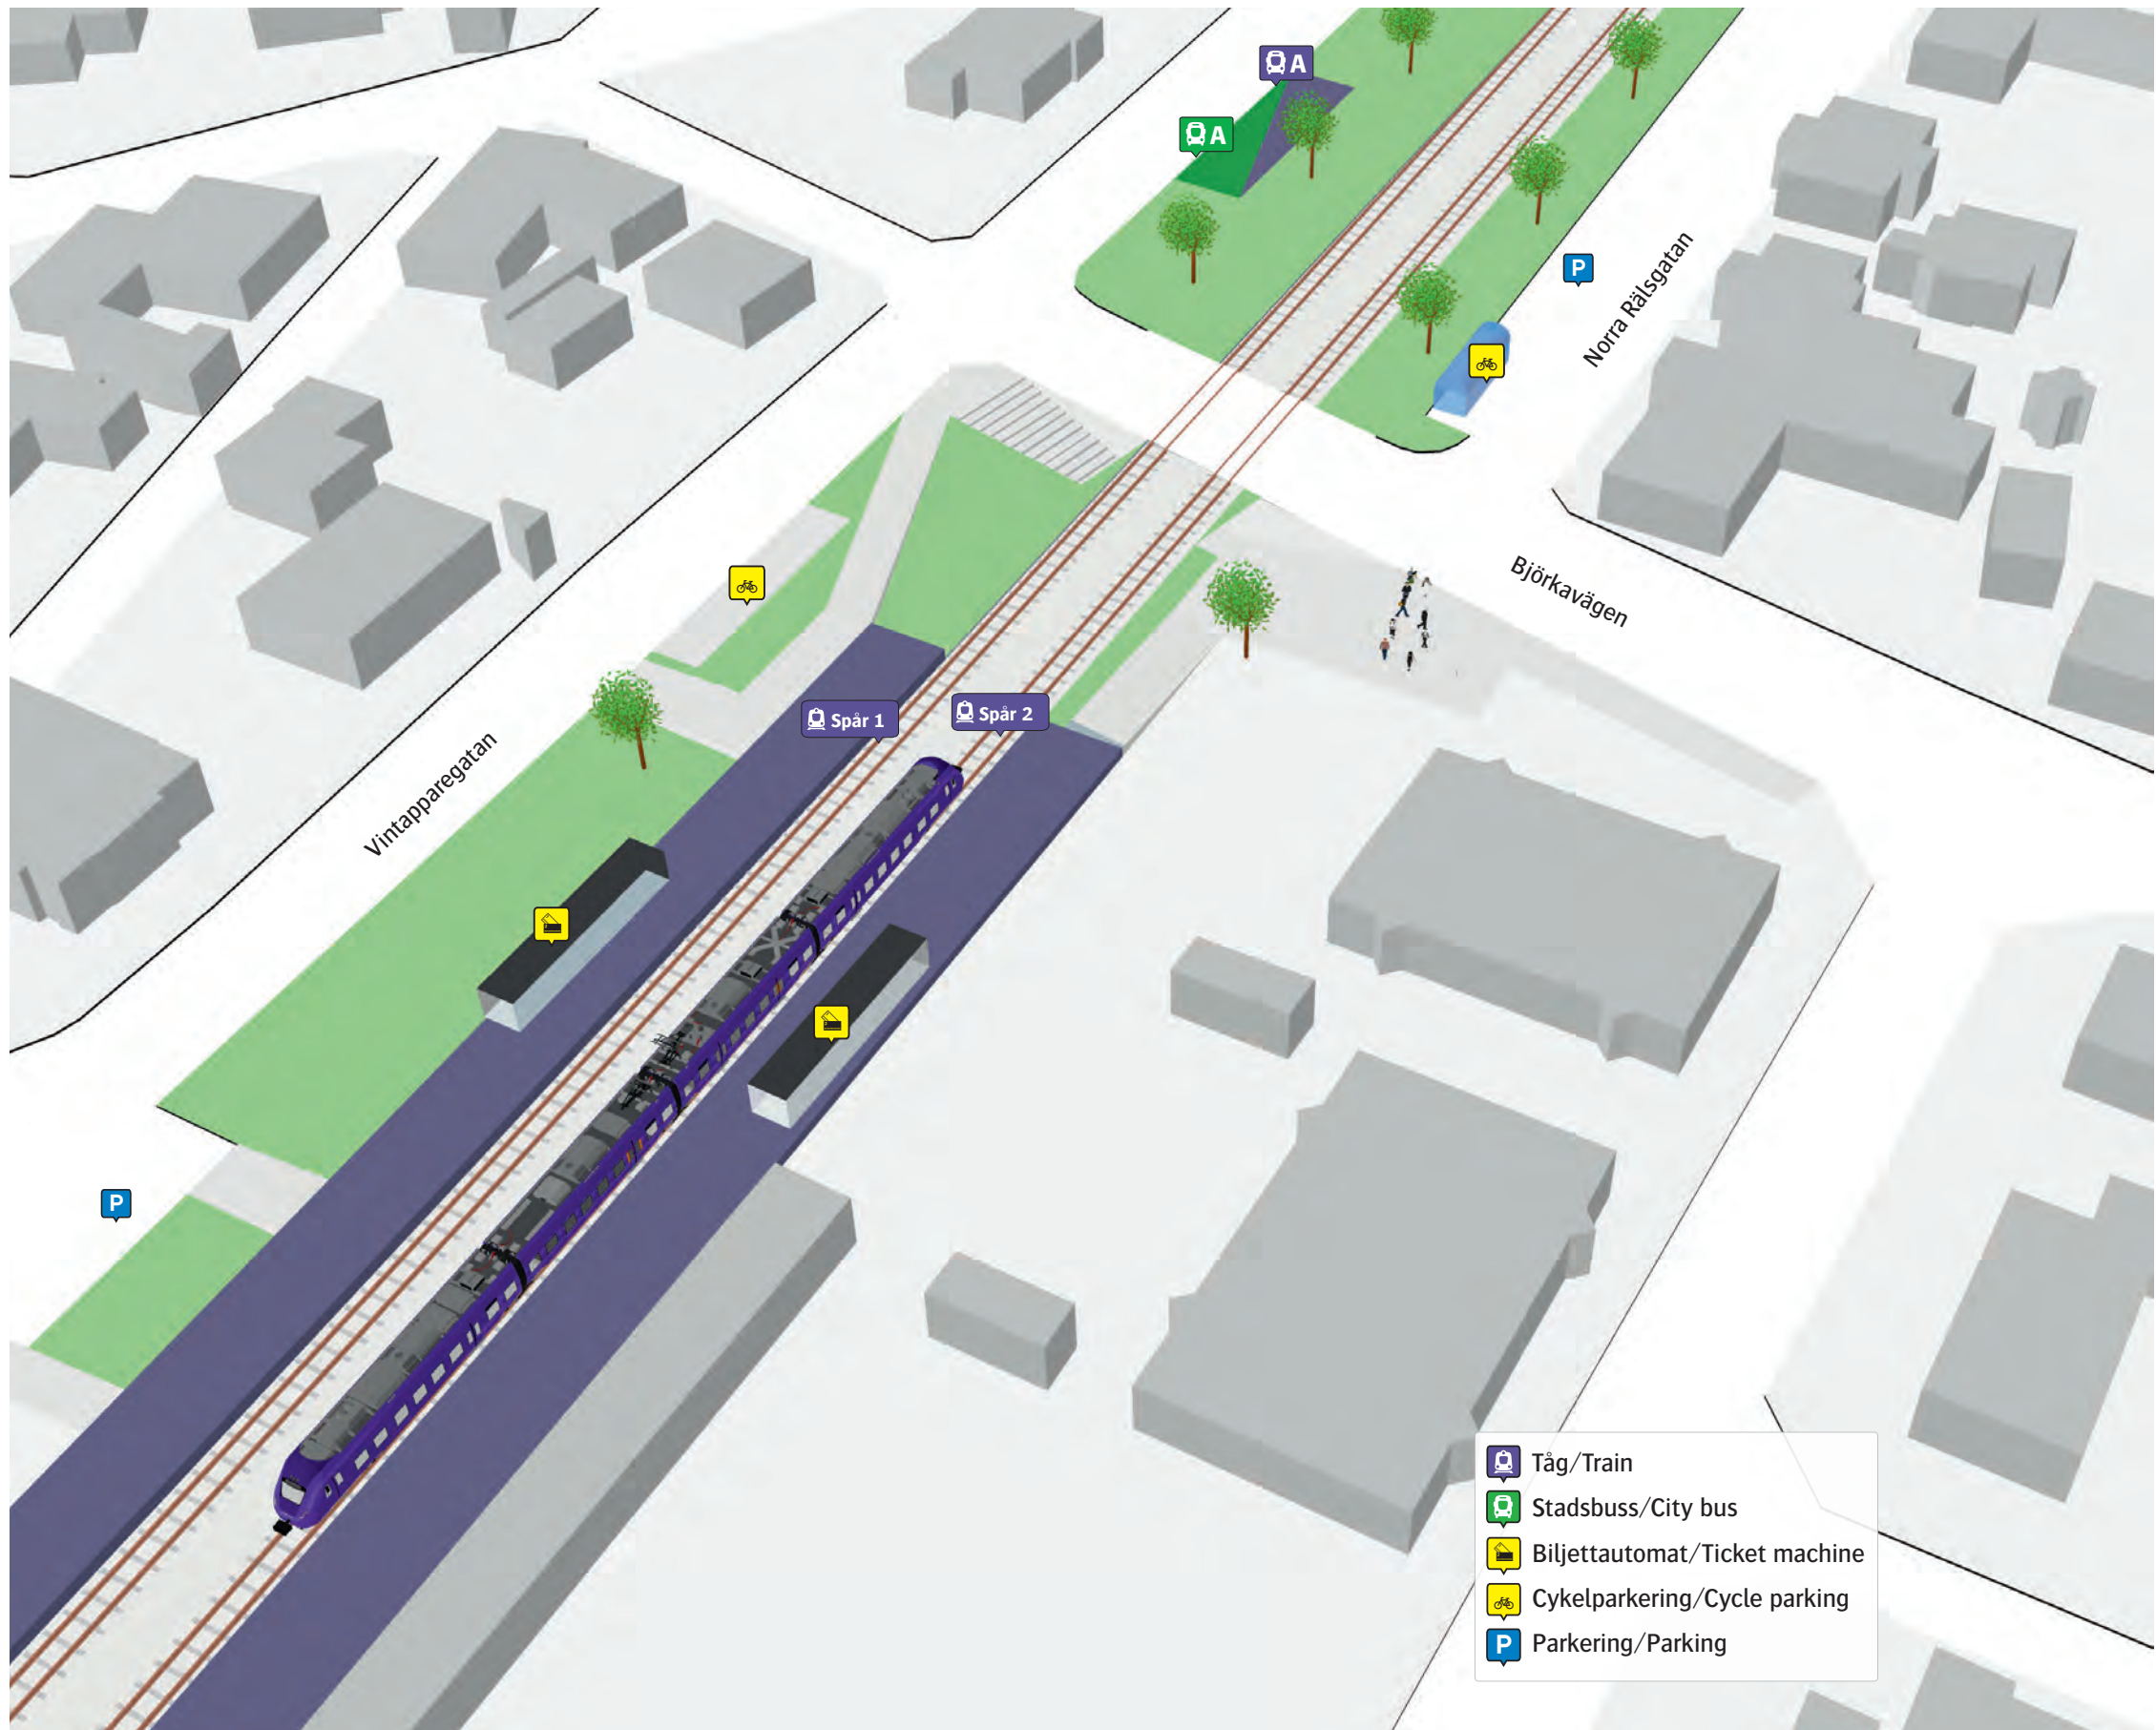 A
A
P
Norra Rälsgatan
Björkavägen
Spår 1
Spår 2
Vintapparegatan
P
Tåg/Train
Stadsbuss/City bus
Biljettautomat/Ticket machine
Cykelparkering/Cycle parking
P Parkering/Parking